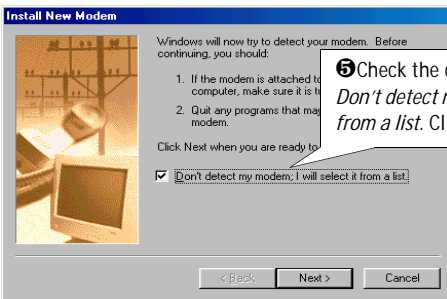 Install New Modem
Windows will now try to detect your modem. Before
continuing, you should:
1. If the modem is attached to
computer, make sure it is
2. Quit any programs that may
modem.
Click Next when you are ready to
Don't detect my modem; I will select it from a list.
< Back
Next >
Cancel
❺Check the
Don't detect
from a list.